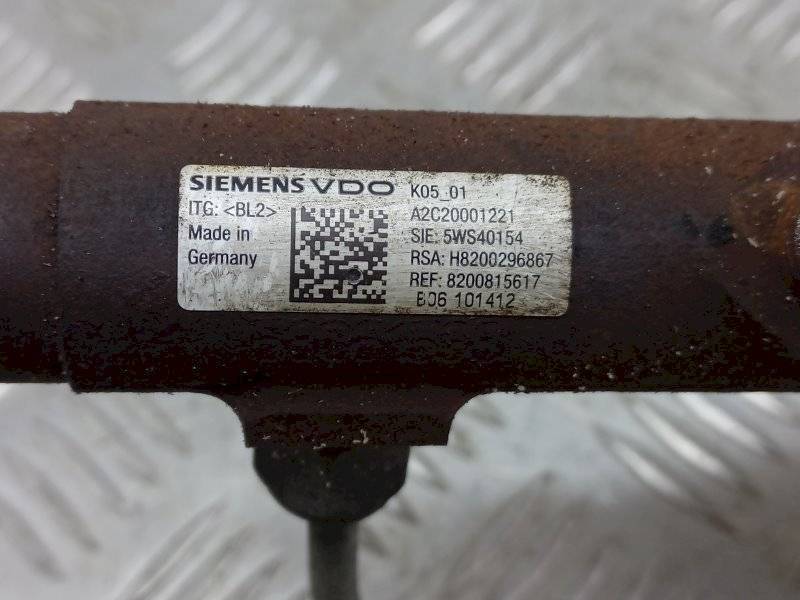 SIEMENS VDO K05_01
ITG: <BL2> A2C20001221
Made in SIE: 5WS40154
Germany RSA: H8200296867
REF: 8200815617
B06 101412